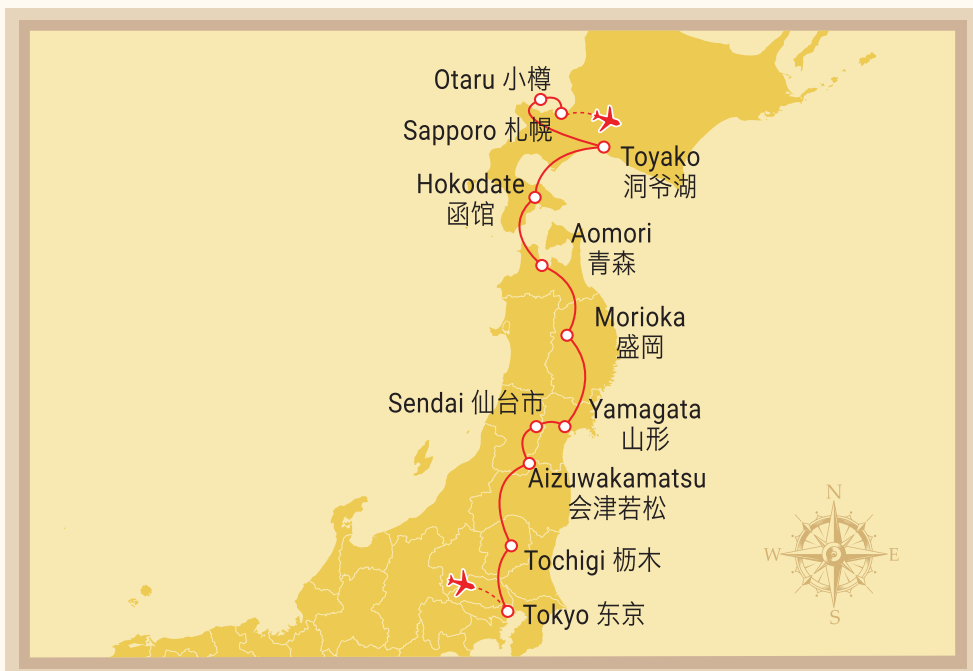 Otaru 小樽
Sapporo 札幌
Toyako
洞爷湖
Hokodate
函馆
Aomori
青森
Morioka
盛岡
Sendai 仙台市
Yamagata
山形
Aizuwakamatsu
会津若松
Tochigi 枥木
Tokyo 东京
N
W
E
S